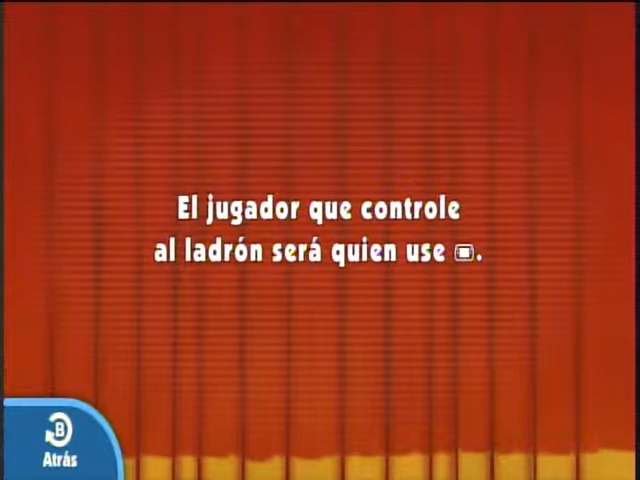 El jugador que controle
al ladrón será quien use .
B
Atrás